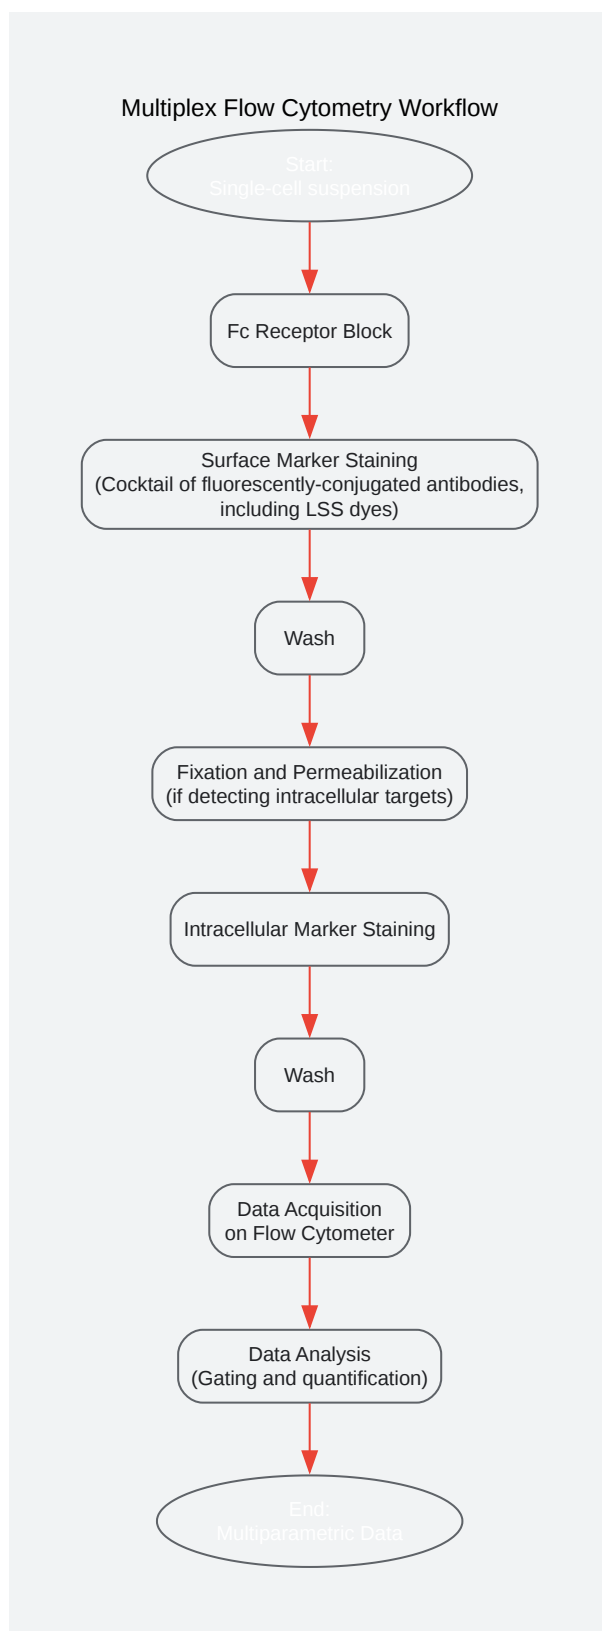 Multiplex Flow Cytometry Workflow
Start:
Single-cell suspension
Fc Receptor Block
Surface Marker Staining
(Cocktail of fluorescently-conjugated antibodies,
including LSS dyes)
Wash
Fixation and Permeabilization
(if detecting intracellular targets)
Intracellular Marker Staining
Wash
Data Acquisition
on Flow Cytometer
Data Analysis
(Gating and quantification)
End:
Multiparametric Data